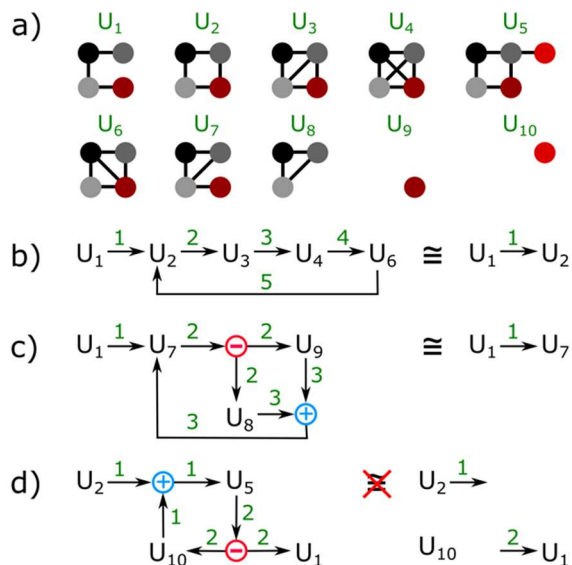 a) U1 U2 U3 U4 U5
U6 U7 U8 U9 U10
b) U1 1 U2 2 U3 3 U4 4 U6 ≅ U1 1 U2
5
c) U1 1 U7 2 − 2 U9 ≅ U1 1 U7
2 3
3 U8 3 +
d) U2 1 + 1 U5 ≅ U2 1
1 2
U10 2 − 2 U1 U10 2 U1